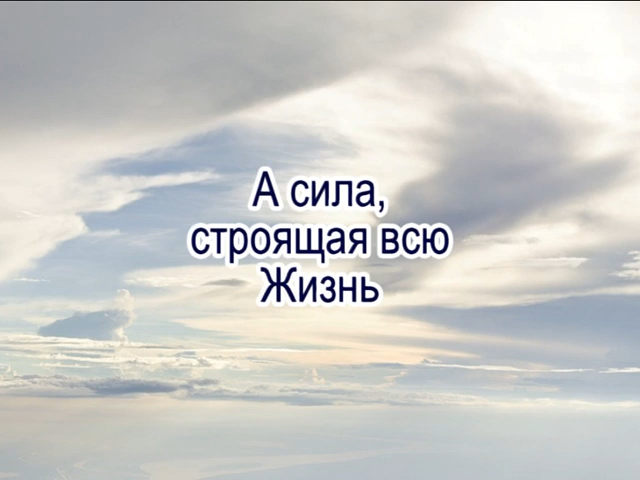 А сила,
строящая всю
Жизнь